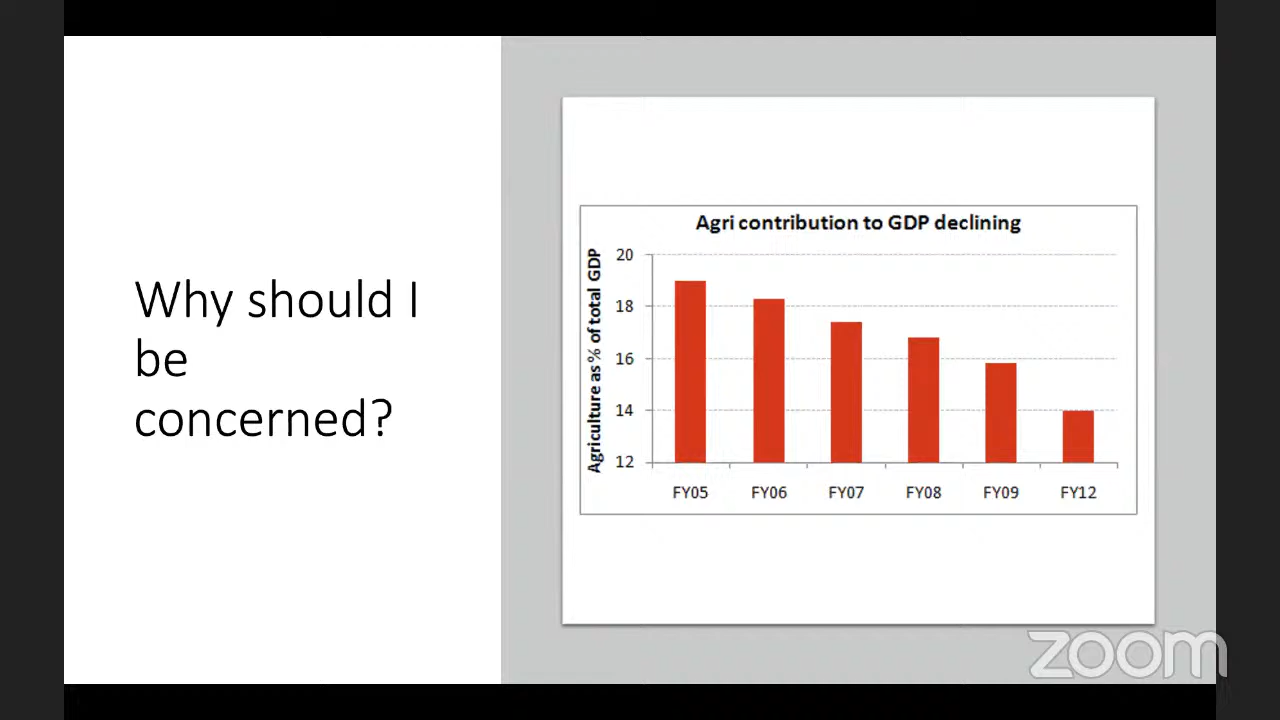 Why should I
be
concerned?
Agri contribution to GDP declining
Agriculture as % of total GDP
20
18
16
14
12
FY05 FY06 FY07 FY08 FY09 FY12
zoom